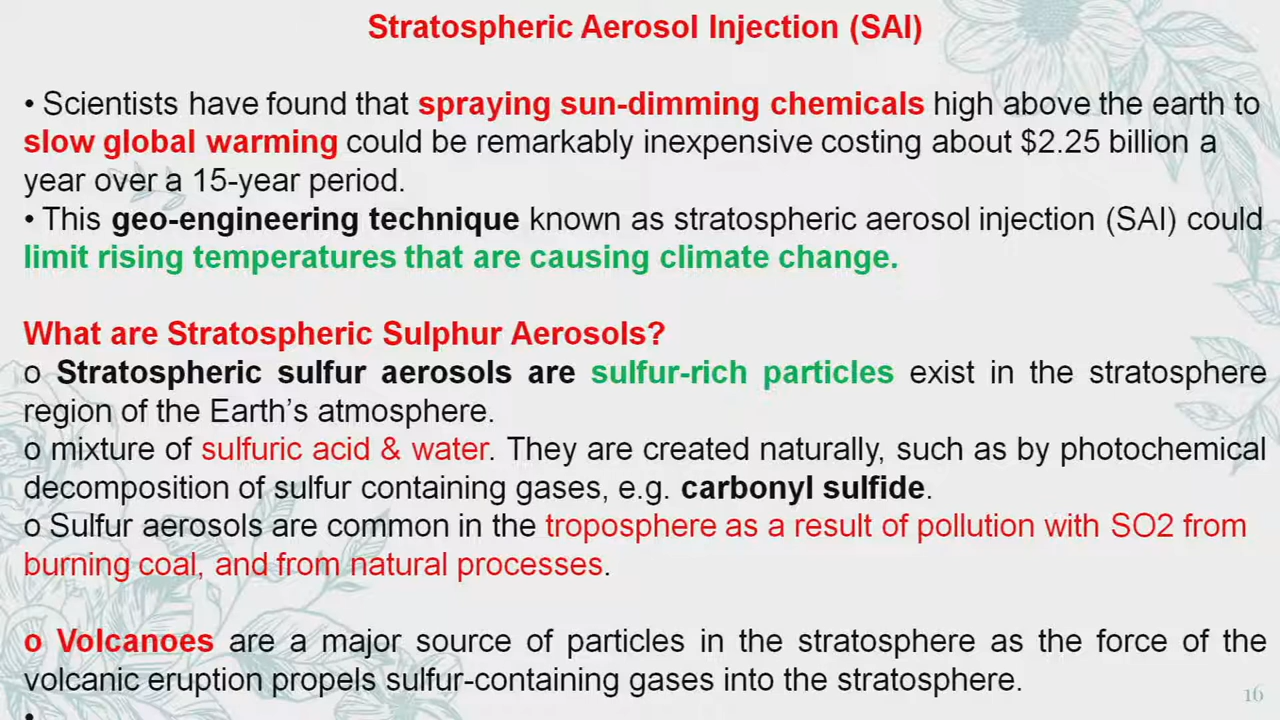 Stratospheric Aerosol Injection (SAI)
• Scientists have found that spraying sun-dimming chemicals high above the earth to
slow global warming could be remarkably inexpensive costing about $2.25 billion a
year over a 15-year period.
• This geo-engineering technique known as stratospheric aerosol injection (SAI) could
limit rising temperatures that are causing climate change.
What are Stratospheric Sulphur Aerosols?
o Stratospheric sulfur aerosols are sulfur-rich particles exist in the stratosphere
region of the Earth’s atmosphere.
o mixture of sulfuric acid & water. They are created naturally, such as by photochemical
decomposition of sulfur containing gases, e.g. carbonyl sulfide.
o Sulfur aerosols are common in the troposphere as a result of pollution with SO2 from
burning coal, and from natural processes.
o Volcanoes are a major source of particles in the stratosphere as the force of the
volcanic eruption propels sulfur-containing gases into the stratosphere.
•
16